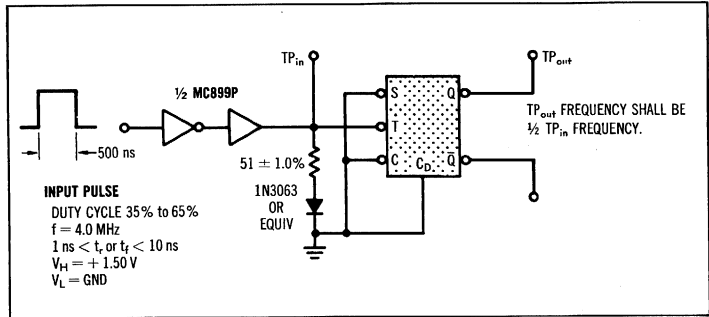 TPin
TPout
½ MC899P
S
Q
T
C
CD
Q̅
TPout FREQUENCY SHALL BE
½ TPin FREQUENCY.
500 ns
51 ± 1.0%
1N3063
OR
EQUIV
INPUT PULSE
DUTY CYCLE 35% to 65%
f = 4.0 MHz
1 ns < tr or tf < 10 ns
VH = + 1.50 V
VL = GND